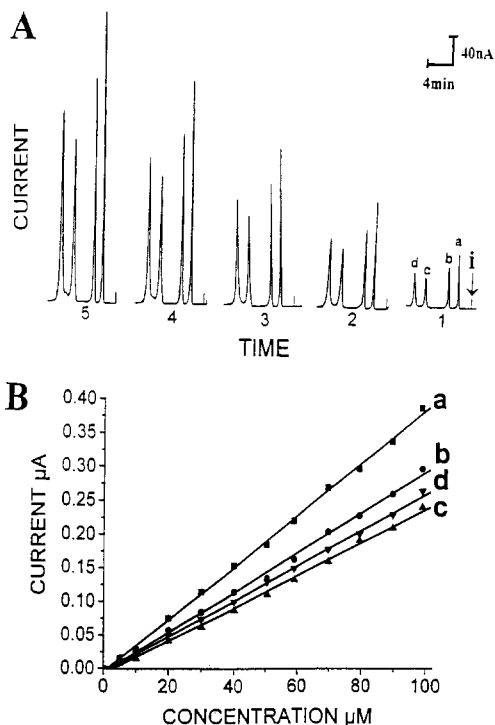 A
40nA
4min
CURRENT
d c b a i
5 4 3 2 1
TIME
B
0.40
0.35
0.30
0.25
0.20
0.15
0.10
0.05
0.00
CURRENT µA
a
b
d
c
0 20 40 60 80 100
CONCENTRATION µM